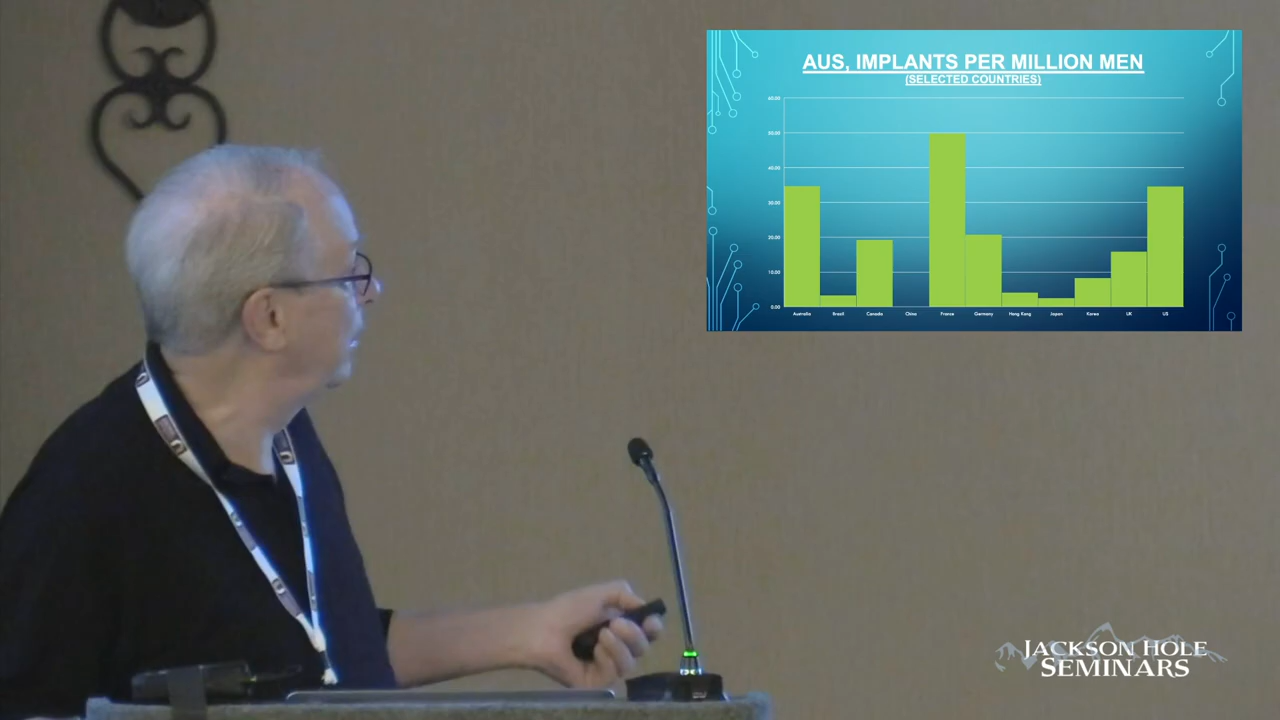 AUS, IMPLANTS PER MILLION MEN
(SELECTED COUNTRIES)
60.00
50.00
40.00
30.00
20.00
10.00
0.00
Australia Brazil Canada China France Germany Hong Kong Japan Korea UK US
JACKSON HOLE
SEMINARS